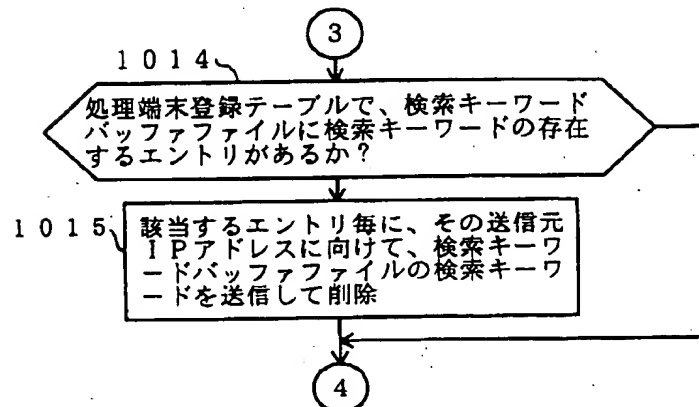 3
1014
処理端末登録テーブルで、検索キーワード
バッファファイルに検索キーワードの存在
するエントリがあるか?
1015
該当するエントリ毎に、その送信元
IPアドレスに向けて、検索キーワ
ードバッファファイルの検索キーワ
ードを送信して削除
4